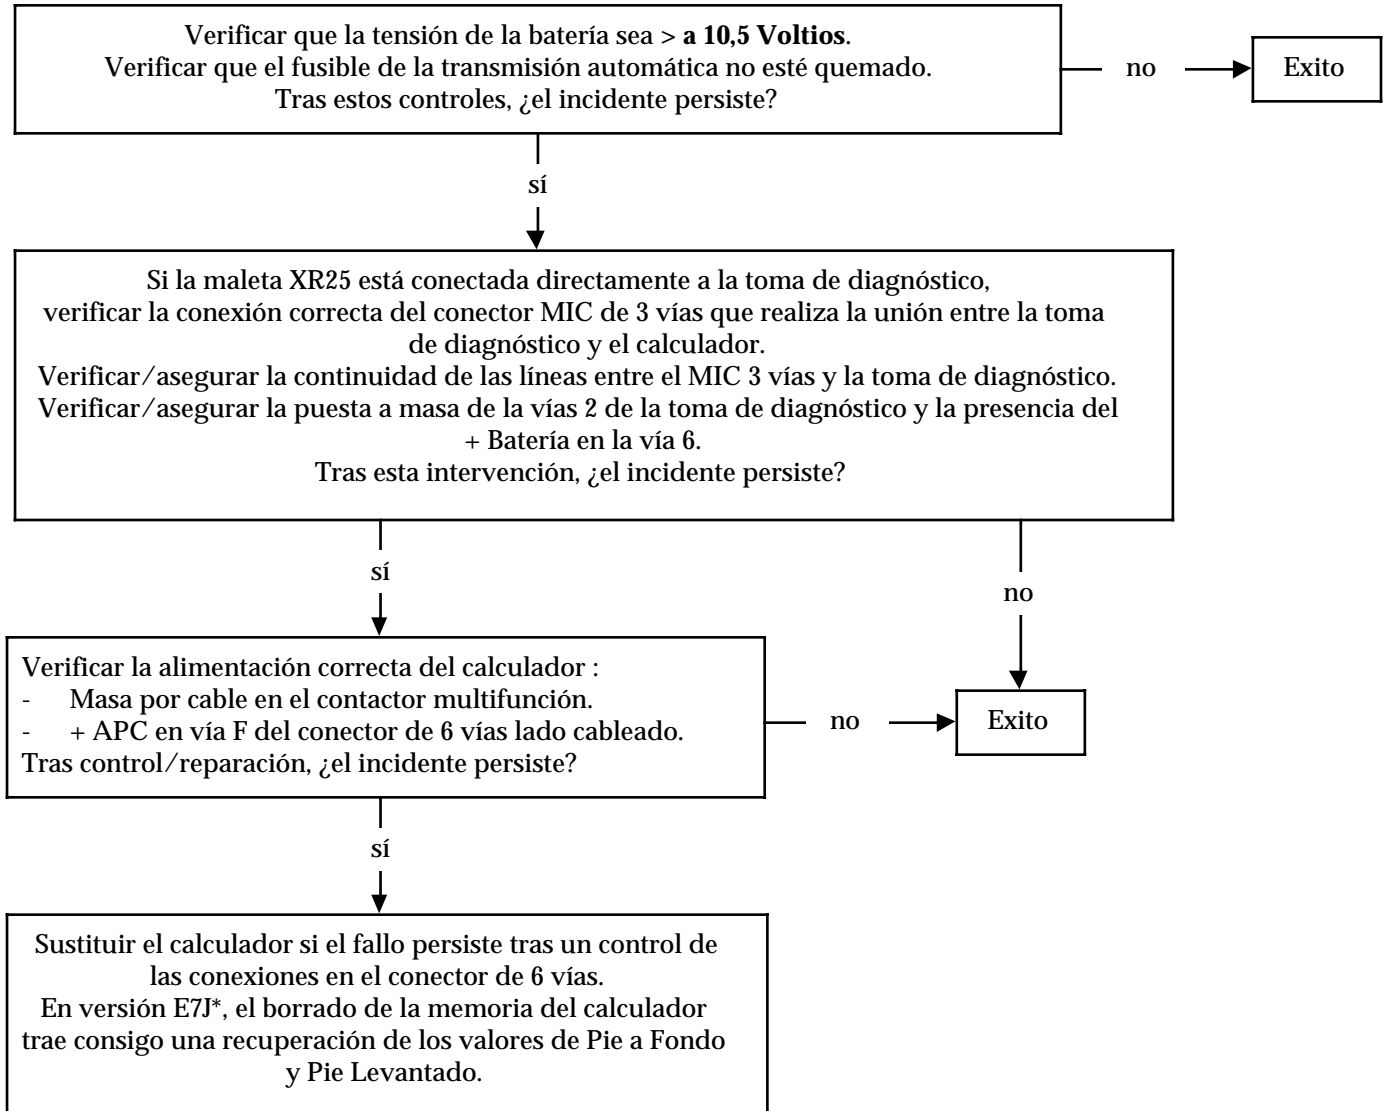 Verificar que la tensión de la batería sea > a 10,5 Voltios.
Verificar que el fusible de la transmisión automática no esté quemado.
Tras estos controles, ¿el incidente persiste?
no
Exito
sí
Si la maleta XR25 está conectada directamente a la toma de diagnóstico,
verificar la conexión correcta del conector MIC de 3 vías que realiza la unión entre la toma
de diagnóstico y el calculador.
Verificar/asegurar la continuidad de las líneas entre el MIC 3 vías y la toma de diagnóstico.
Verificar/asegurar la puesta a masa de la vías 2 de la toma de diagnóstico y la presencia del
+ Batería en la vía 6.
Tras esta intervención, ¿el incidente persiste?
sí
no
Verificar la alimentación correcta del calculador :
- Masa por cable en el contactor multifunción.
- + APC en vía F del conector de 6 vías lado cableado.
Tras control/reparación, ¿el incidente persiste?
no
Exito
sí
Sustituir el calculador si el fallo persiste tras un control de
las conexiones en el conector de 6 vías.
En versión E7J*, el borrado de la memoria del calculador
trae consigo una recuperación de los valores de Pie a Fondo
y Pie Levantado.